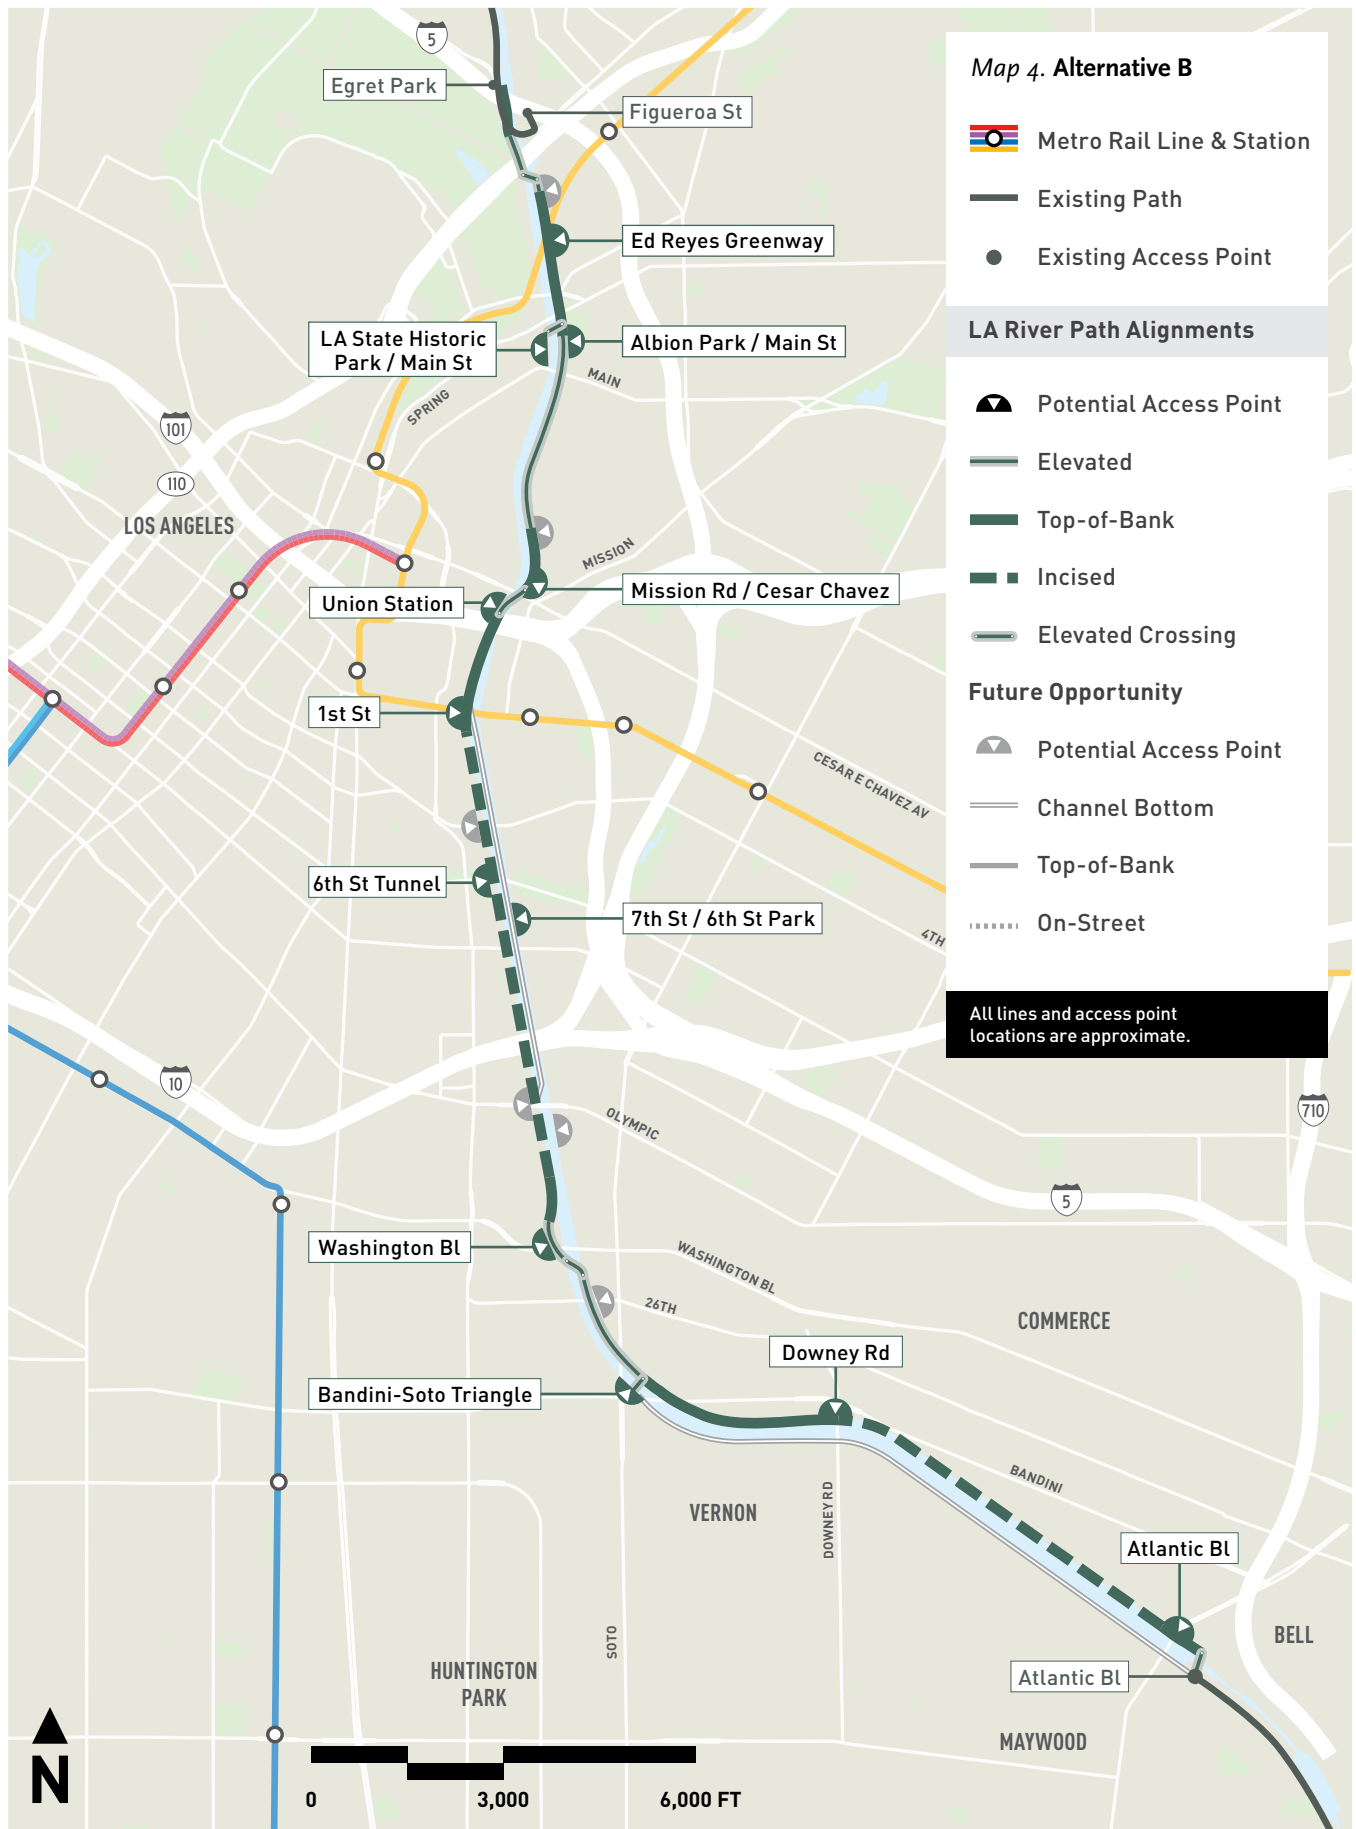 5
Egret Park
Figueroa St
Ed Reyes Greenway
LA State Historic
Park / Main St
Albion Park / Main St
MAIN
SPRING
101
110
LOS ANGELES
MISSION
Union Station
Mission Rd / Cesar Chavez
1st St
CESAR E CHAVEZ AV
6th St Tunnel
7th St / 6th St Park
4TH
10
OLYMPIC
710
5
Washington Bl
WASHINGTON BL
26TH
COMMERCE
Downey Rd
Bandini-Soto Triangle
BANDINI
VERNON
DOWNEY RD
Atlantic Bl
SOTO
BELL
HUNTINGTON
PARK
Atlantic Bl
MAYWOOD
N
0
3,000
6,000 FT
Map 4. Alternative B
Metro Rail Line & Station
Existing Path
Existing Access Point
LA River Path Alignments
Potential Access Point
Elevated
Top-of-Bank
Incised
Elevated Crossing
Future Opportunity
Potential Access Point
Channel Bottom
Top-of-Bank
On-Street
All lines and access point
locations are approximate.